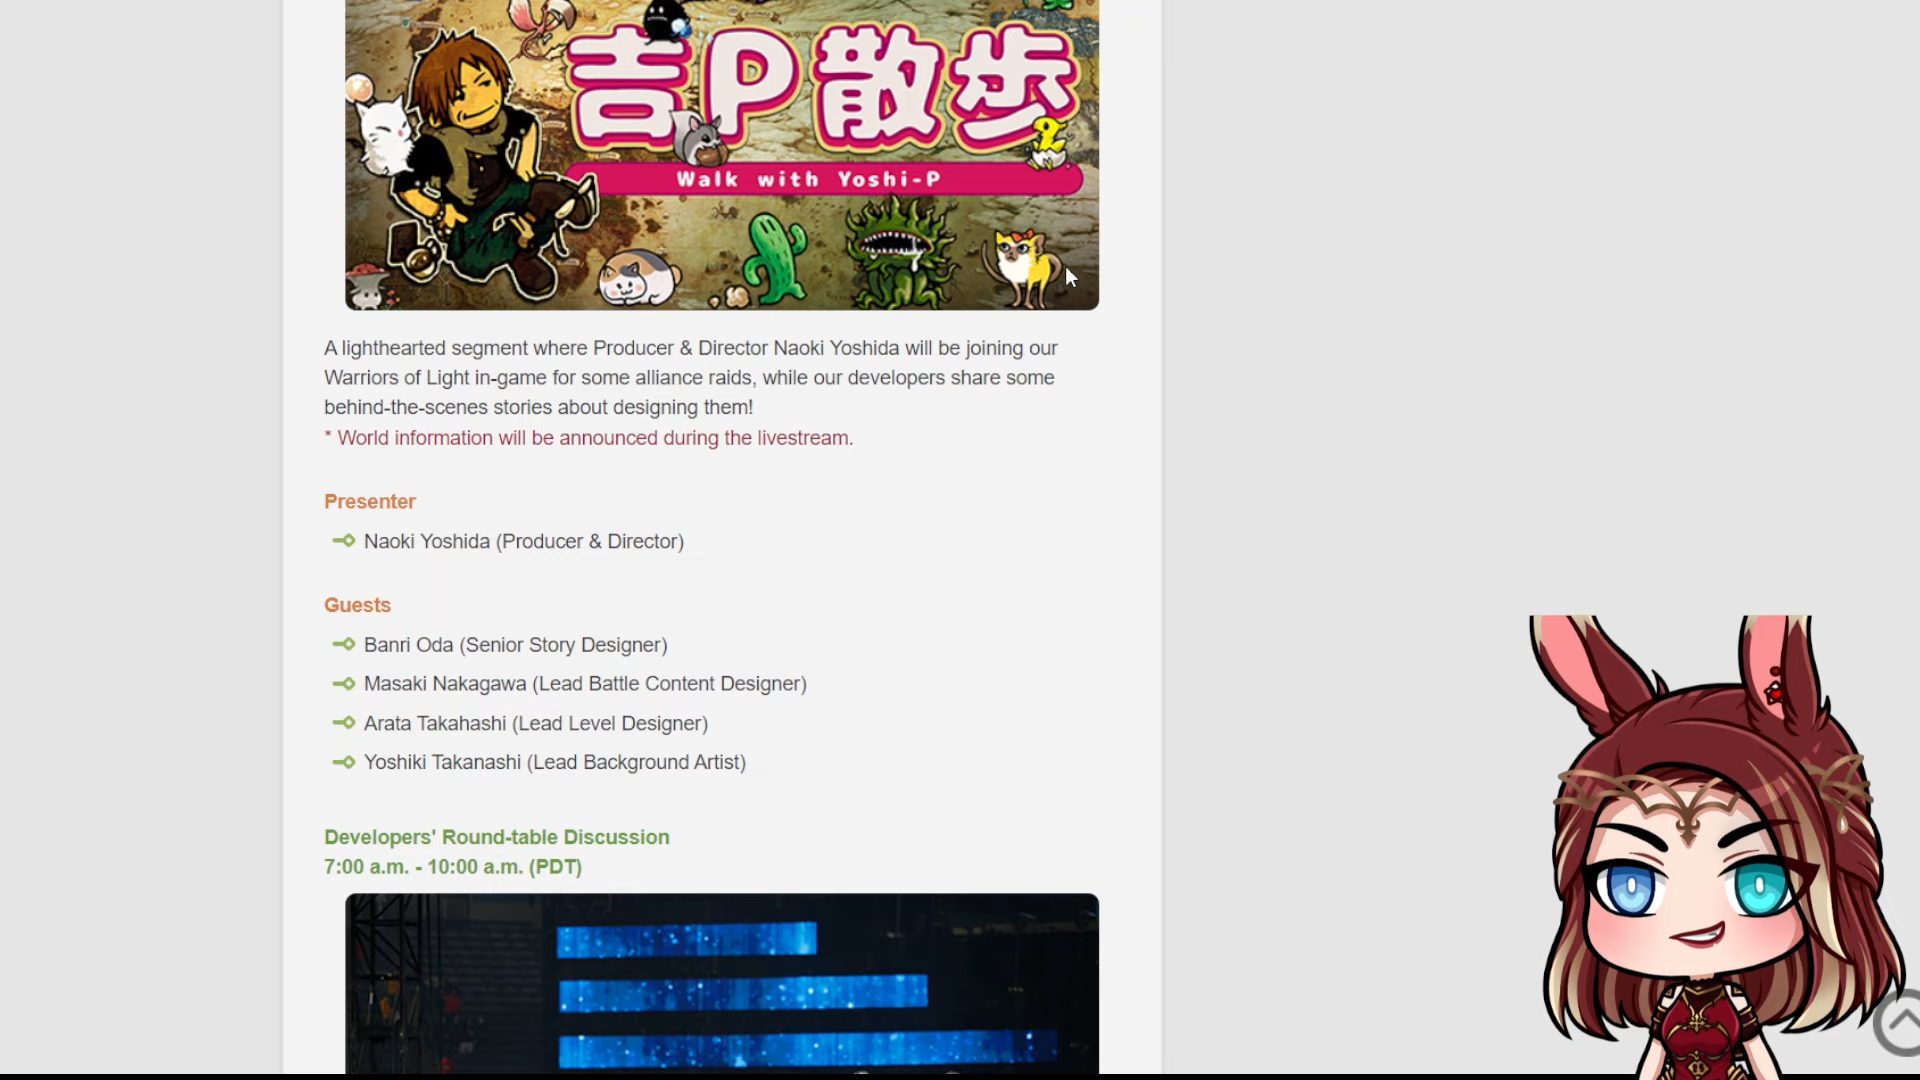 吉P散歩
Walk with Yoshi-P
A lighthearted segment where Producer & Director Naoki Yoshida will be joining our
Warriors of Light in-game for some alliance raids, while our developers share some
behind-the-scenes stories about designing them!
* World information will be announced during the livestream.
Presenter
Naoki Yoshida (Producer & Director)
Guests
Banri Oda (Senior Story Designer)
Masaki Nakagawa (Lead Battle Content Designer)
Arata Takahashi (Lead Level Designer)
Yoshiki Takanashi (Lead Background Artist)
Developers' Round-table Discussion
7:00 a.m. - 10:00 a.m. (PDT)